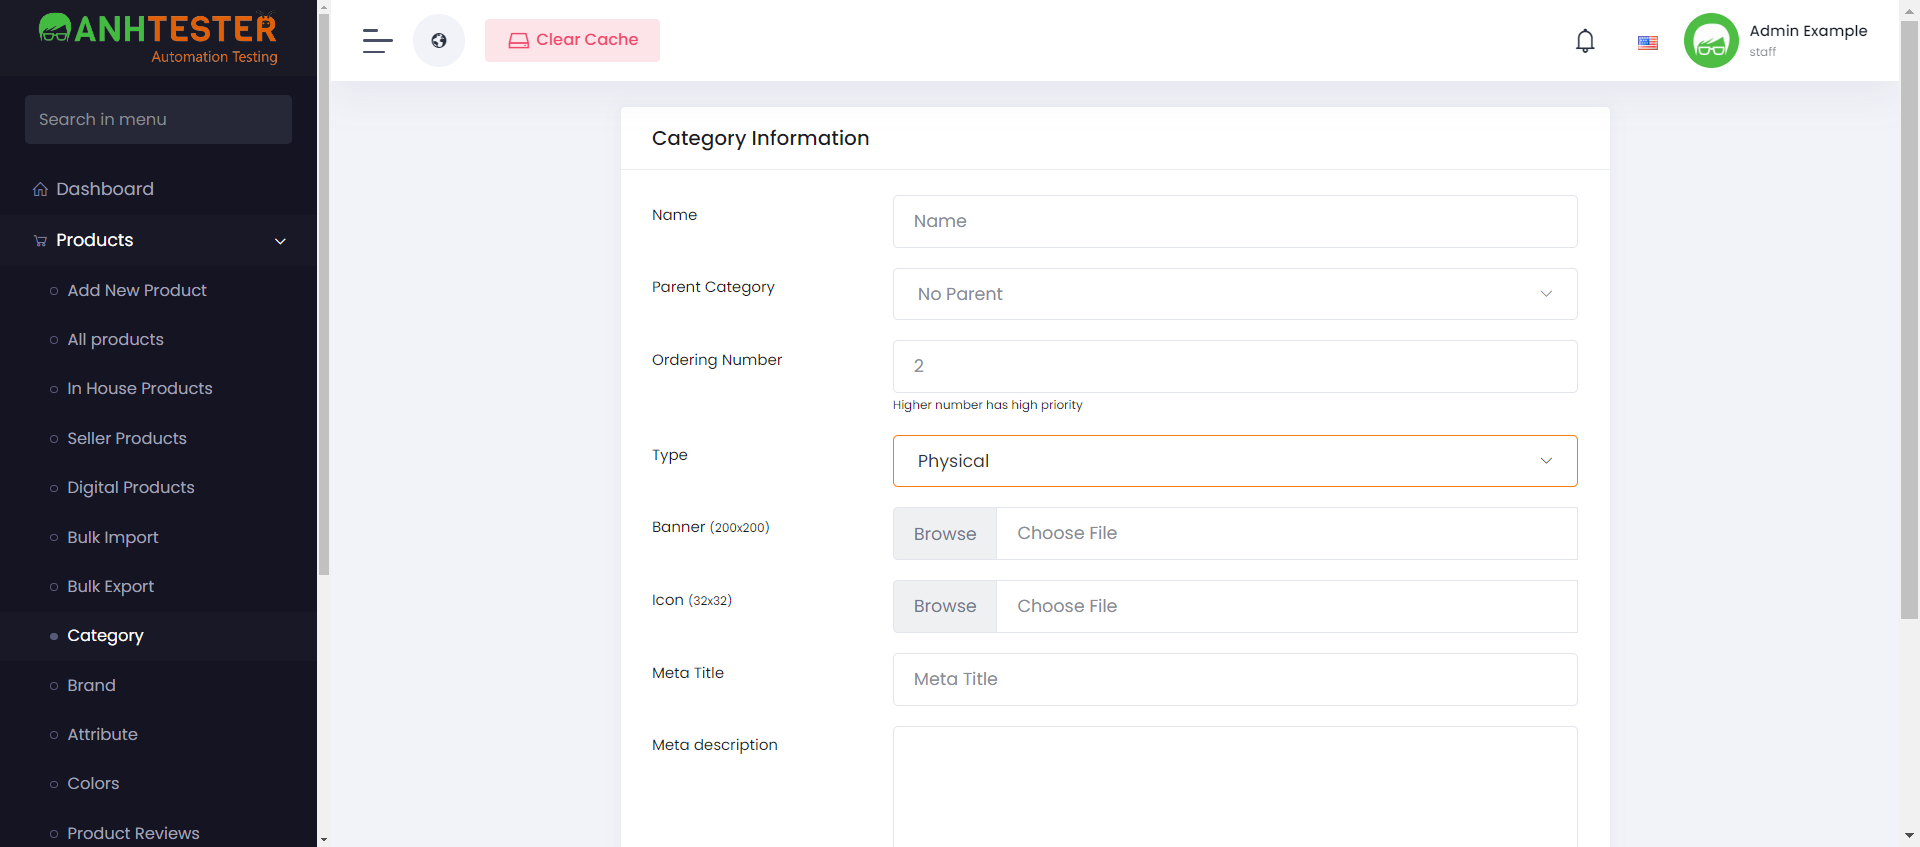 ANHTESTER
Automation Testing
Search in menu
Dashboard
Products
Add New Product
All products
In House Products
Seller Products
Digital Products
Bulk Import
Bulk Export
Category
Brand
Attribute
Colors
Product Reviews
Clear Cache
Admin Example
staff
Category Information
Name
Name
Parent Category
No Parent
Ordering Number
2
Higher number has high priority
Type
Physical
Banner (200x200)
Browse
Choose File
Icon (32x32)
Browse
Choose File
Meta Title
Meta Title
Meta description